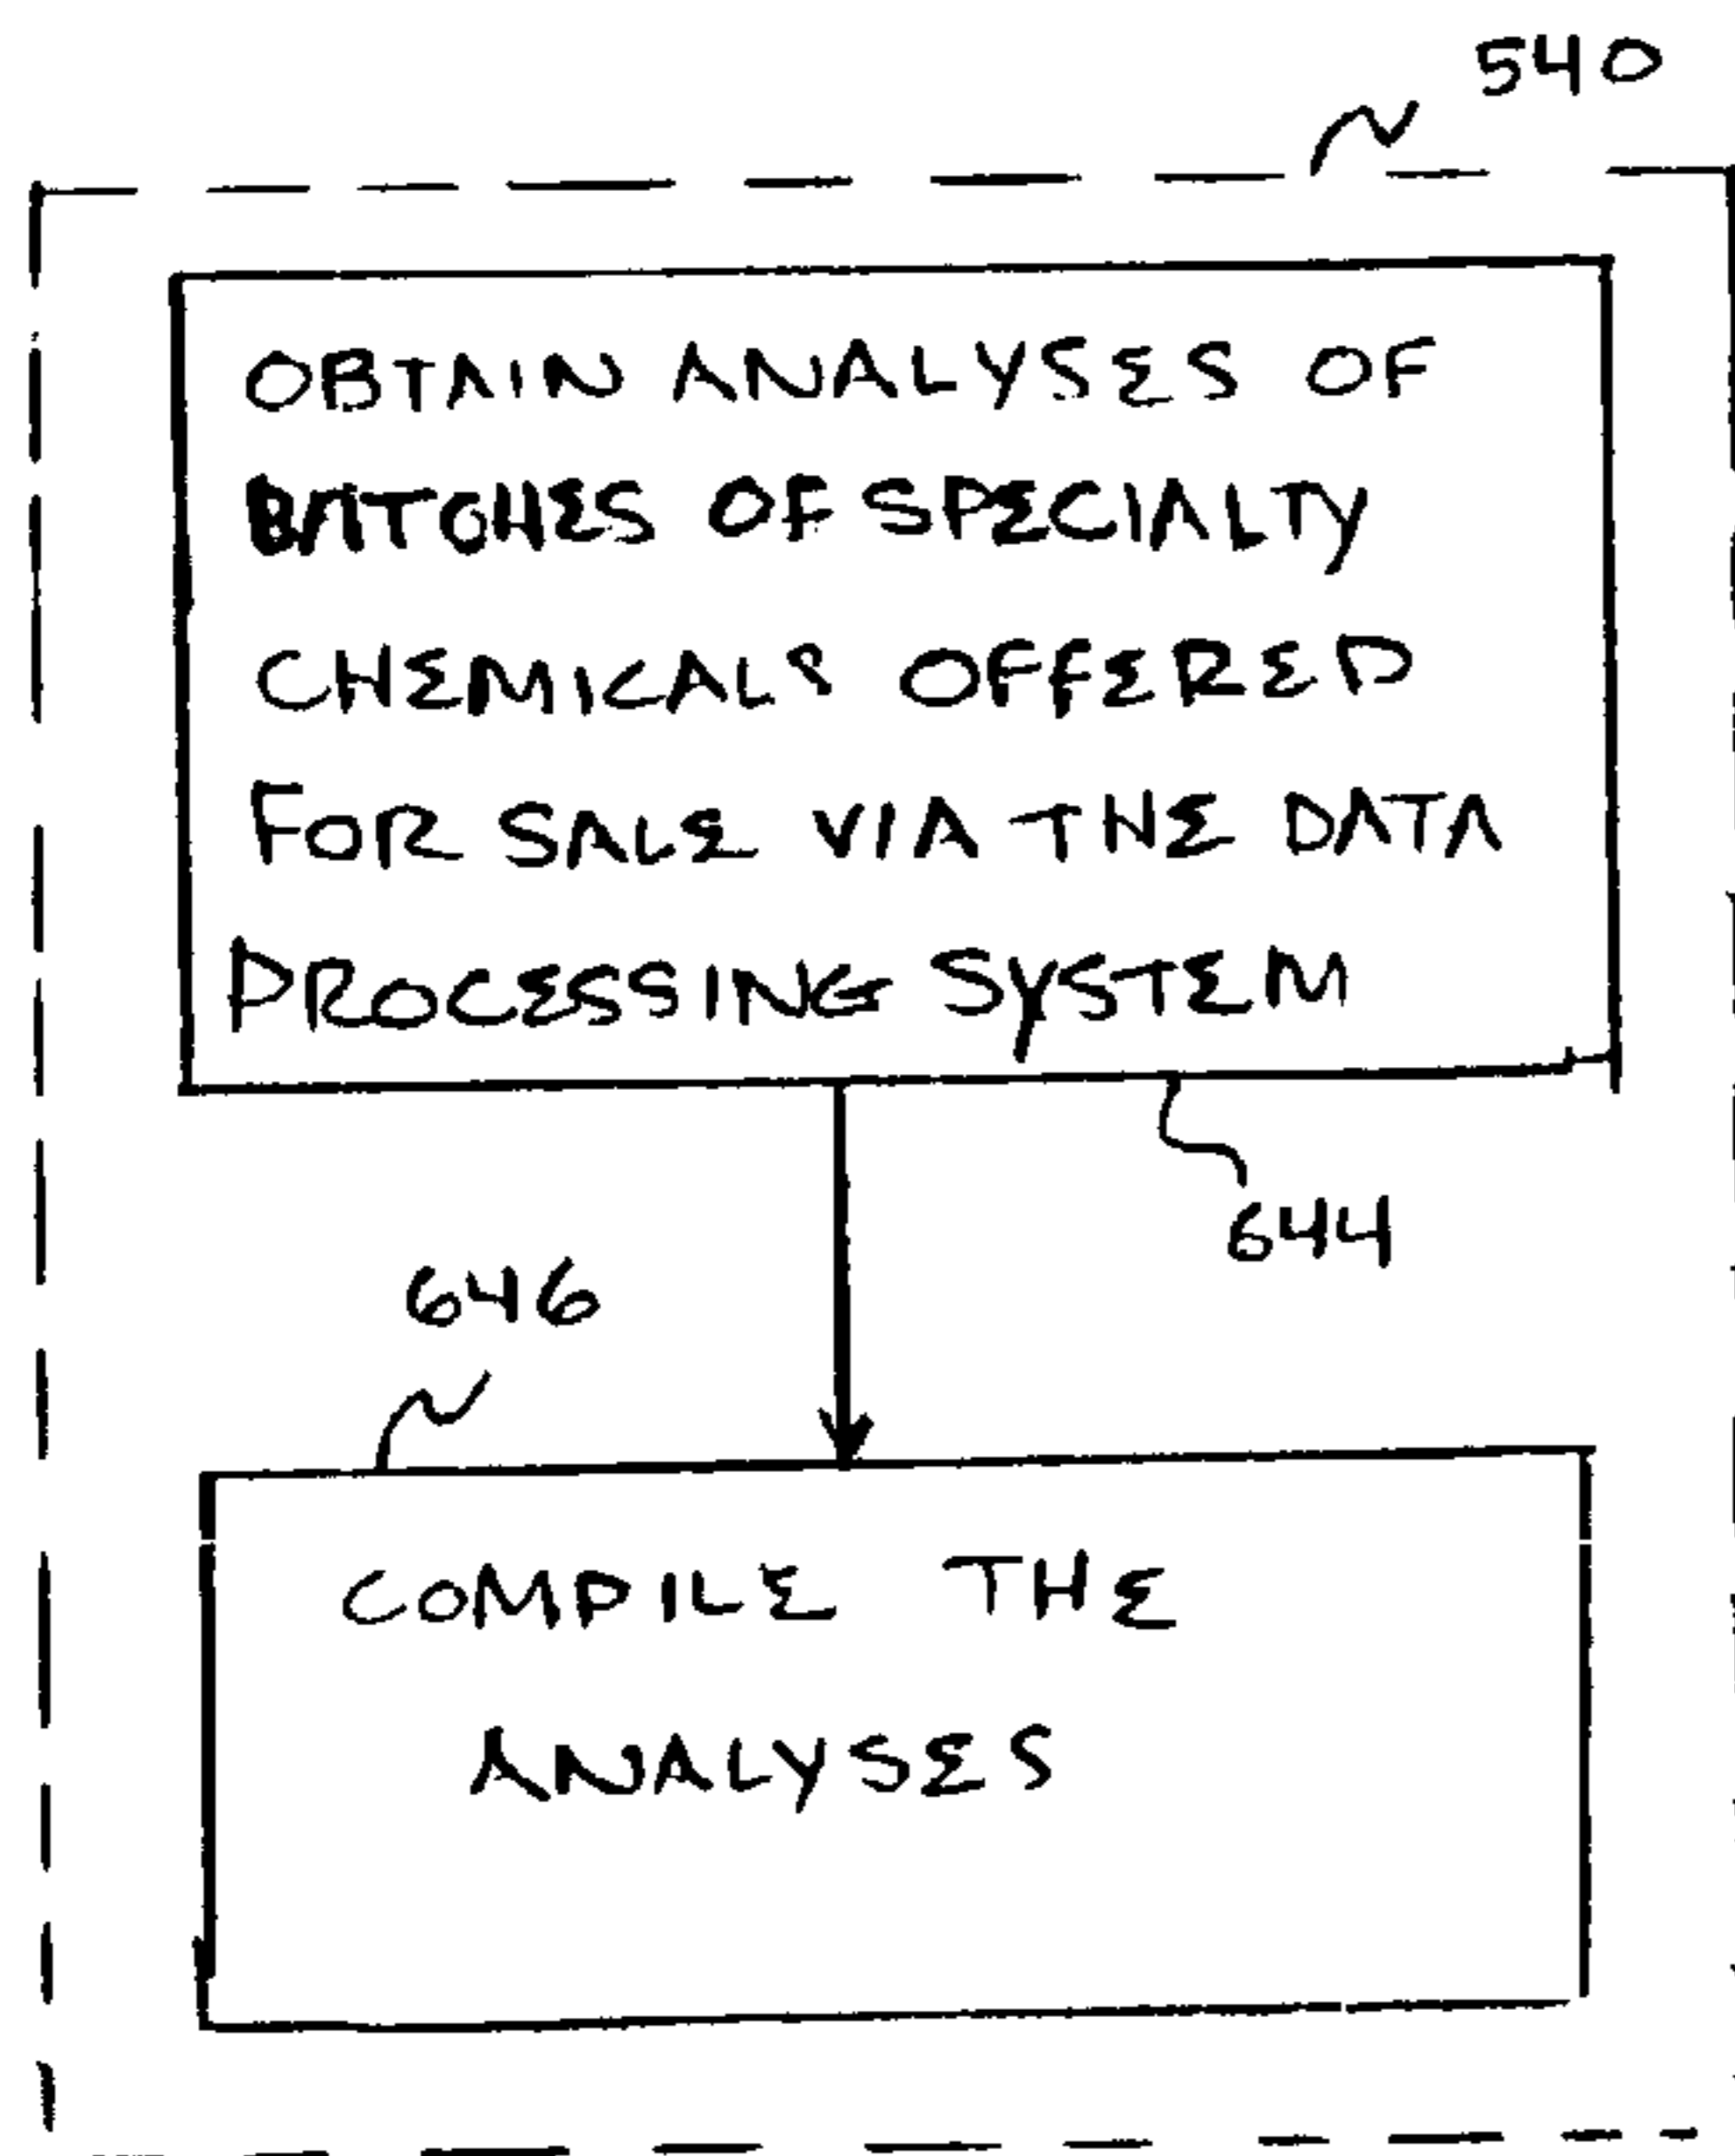 540
OBTAIN ANALYSES OF
BATCHES OF SPECIALTY
CHEMICALS OFFERED
FOR SALE VIA THE DATA
PROCESSING SYSTEM
644
646
COMPILE THE
ANALYSES